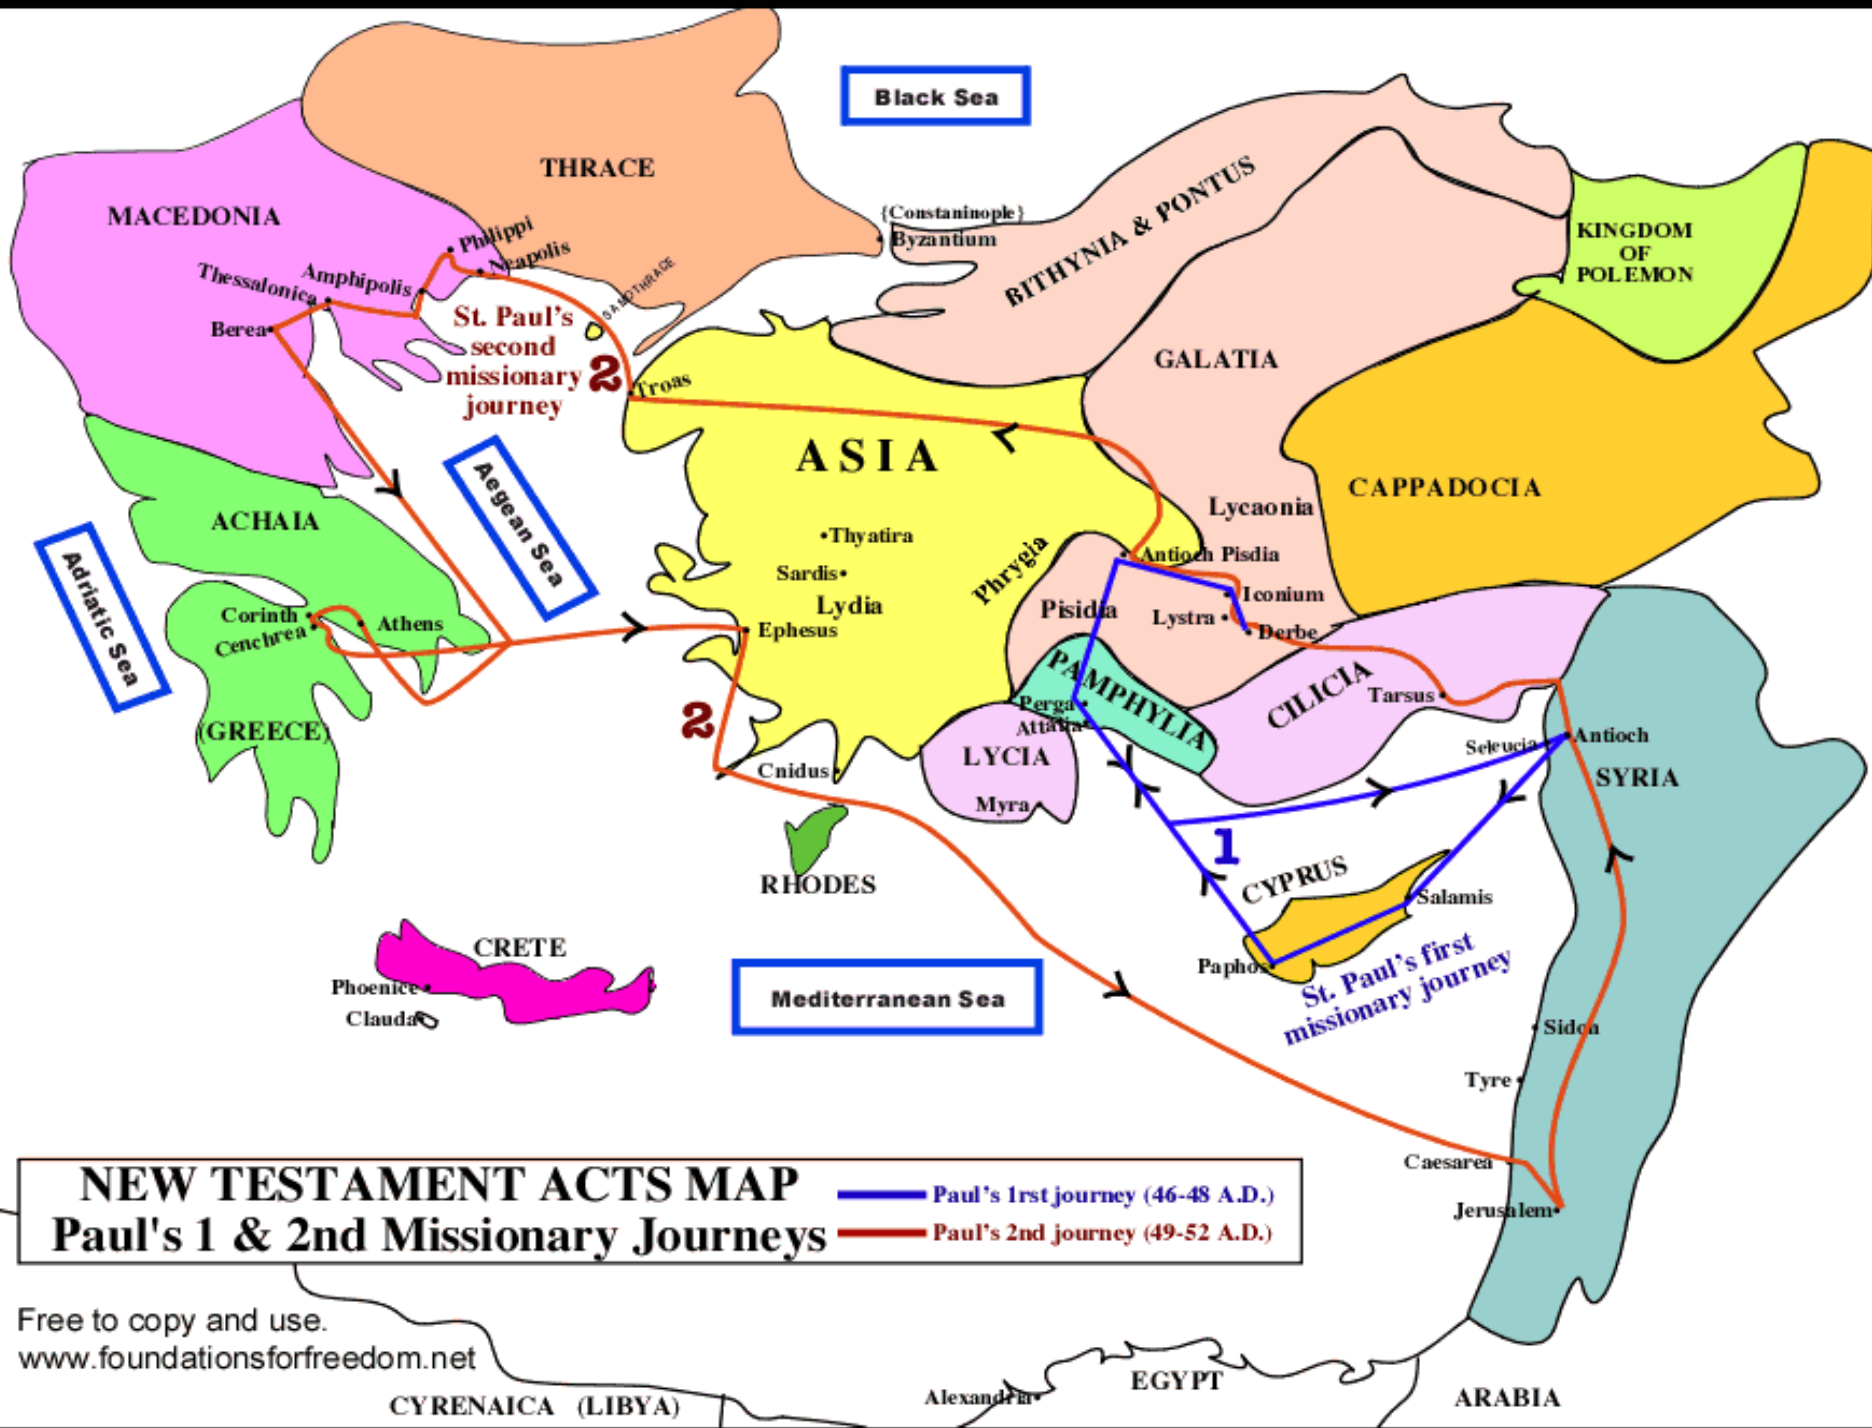 Black Sea
THRACE
MACEDONIA
{Constaninople}
Byzantium
BITHYNIA & PONTUS
KINGDOM
OF
POLEMON
Philippi
Neapolis
Amphipolis
Thessalonica
Berea
SAMOTHRACE
St. Paul's
second
missionary
journey
2
Troas
GALATIA
ASIA
CAPPADOCIA
Lycaonia
Aegean Sea
ACHAIA
Adriatic Sea
Thyatira
Sardis
Lydia
Phrygia
Antioch Pisdia
Pisidia
Iconium
Lystra
Derbe
Corinth
Cenchrea
Athens
Ephesus
(GREECE)
2
PAMPHYLIA
Perga
Attalia
CILICIA
Tarsus
LYCIA
Myra
Cnidus
Seleucia
Antioch
SYRIA
RHODES
1
CYPRUS
Salamis
Paphos
St. Paul's first
missionary journey
CRETE
Phoenice
Clauda
Mediterranean Sea
Sidon
Tyre
Caesarea
Jerusalem
NEW TESTAMENT ACTS MAP
Paul's 1 & 2nd Missionary Journeys
Paul's 1rst journey (46-48 A.D.)
Paul's 2nd journey (49-52 A.D.)
Free to copy and use.
www.foundationsforfreedom.net
CYRENAICA (LIBYA)
Alexandria
EGYPT
ARABIA